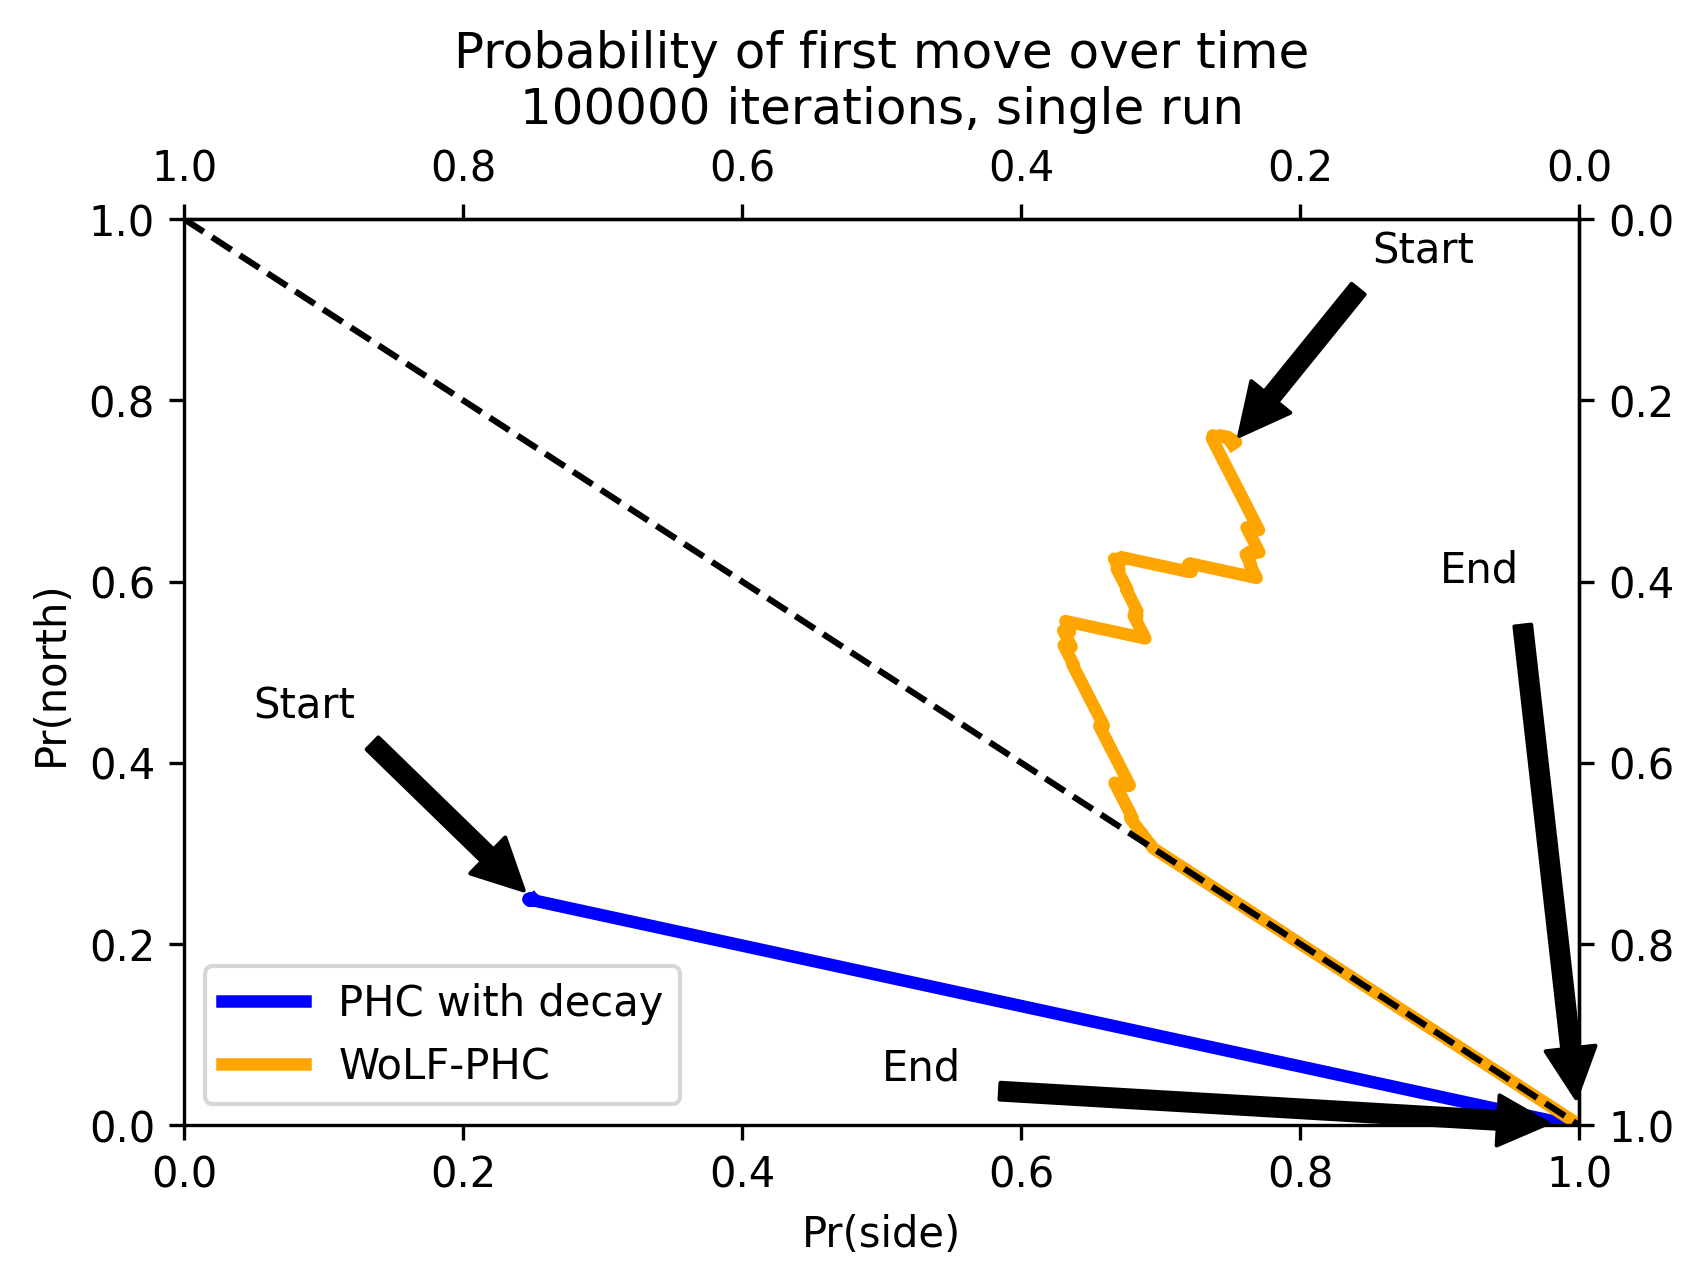 Probability of first move over time
100000 iterations, single run
1.0 0.8 0.6 0.4 0.2 0.0
1.0 0.0
Start
0.8 0.2
0.6 0.4
End
Pr(north)
Start
0.4 0.6
0.2 0.8
PHC with decay
WoLF-PHC
End
0.0 1.0
0.0 0.2 0.4 0.6 0.8 1.0
Pr(side)